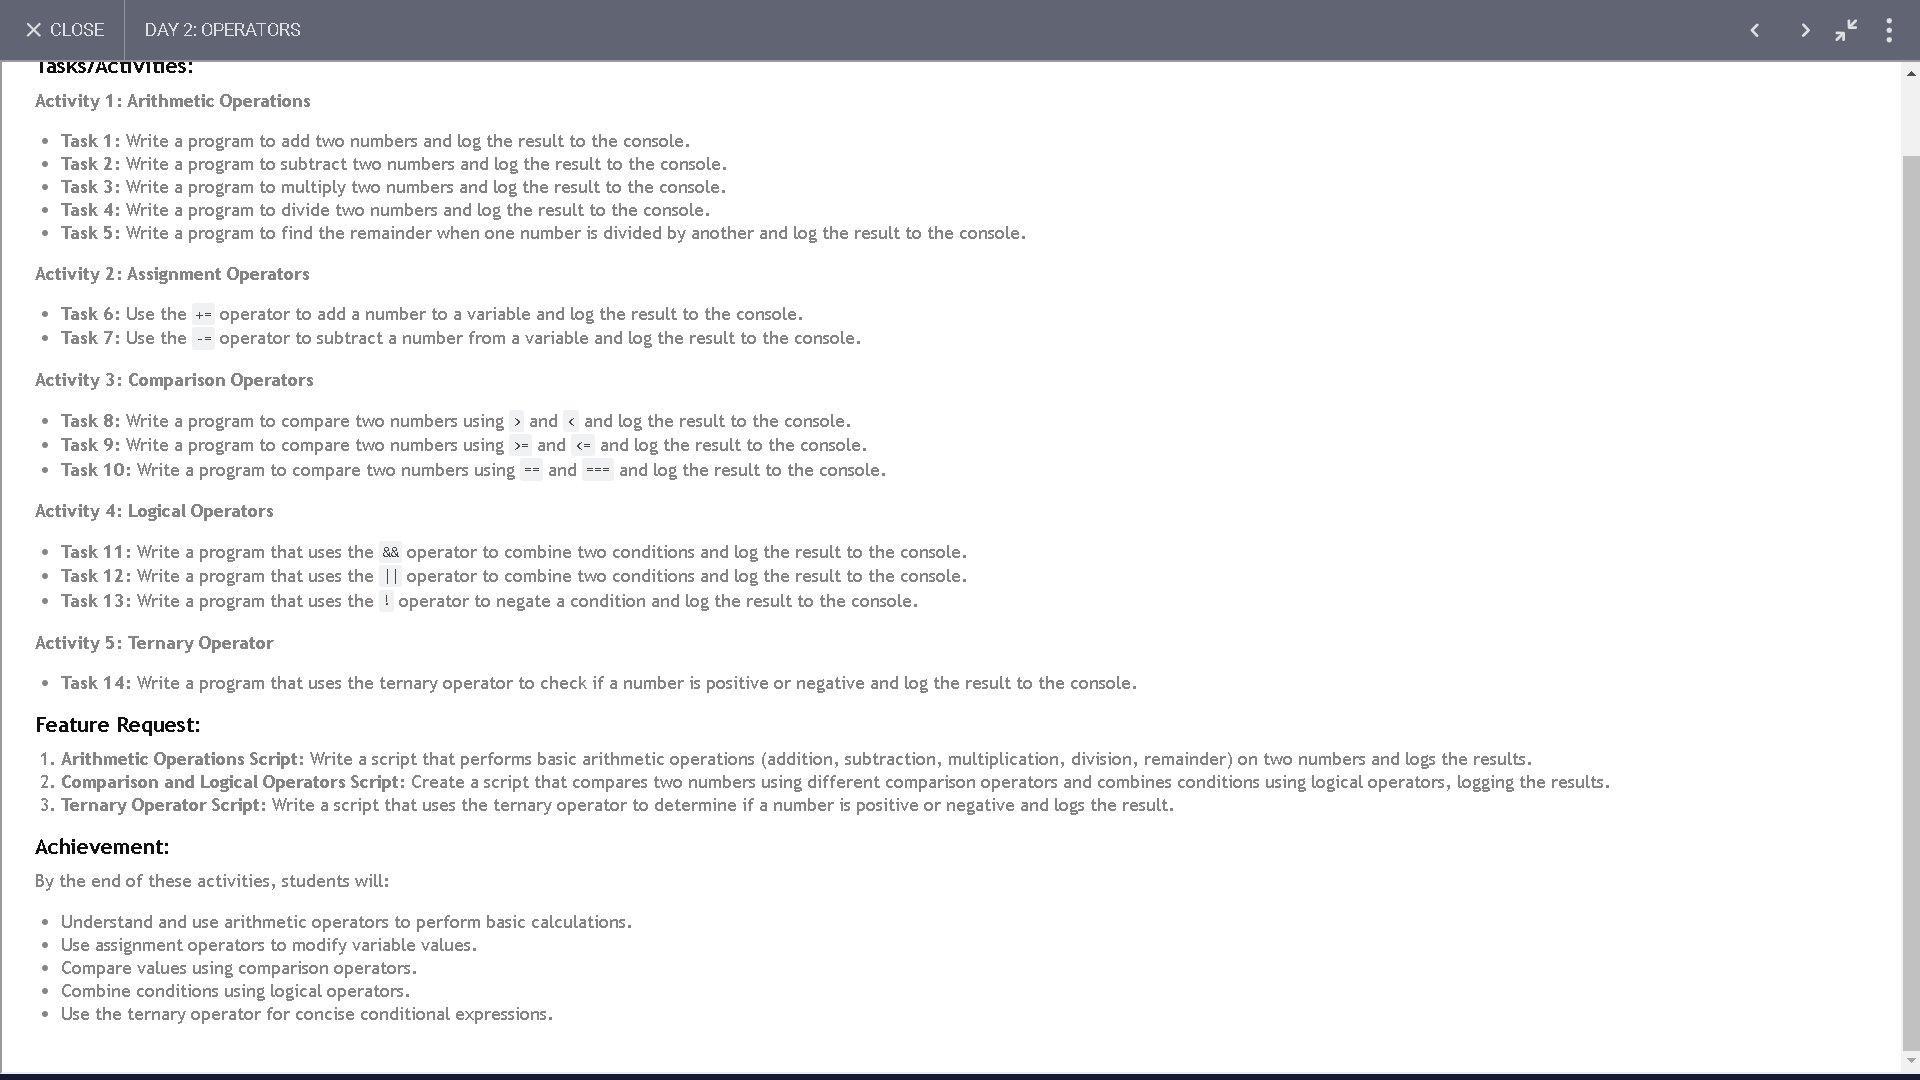 CLOSE
DAY 2: OPERATORS
Tasks/Activities:
Activity 1: Arithmetic Operations
• Task 1: Write a program to add two numbers and log the result to the console.
• Task 2: Write a program to subtract two numbers and log the result to the console.
• Task 3: Write a program to multiply two numbers and log the result to the console.
• Task 4: Write a program to divide two numbers and log the result to the console.
• Task 5: Write a program to find the remainder when one number is divided by another and log the result to the console.
Activity 2: Assignment Operators
• Task 6: Use the += operator to add a number to a variable and log the result to the console.
• Task 7: Use the -= operator to subtract a number from a variable and log the result to the console.
Activity 3: Comparison Operators
• Task 8: Write a program to compare two numbers using > and < and log the result to the console.
• Task 9: Write a program to compare two numbers using >= and <= and log the result to the console.
• Task 10: Write a program to compare two numbers using == and === and log the result to the console.
Activity 4: Logical Operators
• Task 11: Write a program that uses the && operator to combine two conditions and log the result to the console.
• Task 12: Write a program that uses the || operator to combine two conditions and log the result to the console.
• Task 13: Write a program that uses the ! operator to negate a condition and log the result to the console.
Activity 5: Ternary Operator
• Task 14: Write a program that uses the ternary operator to check if a number is positive or negative and log the result to the console.
Feature Request:
1. Arithmetic Operations Script: Write a script that performs basic arithmetic operations (addition, subtraction, multiplication, division, remainder) on two numbers and logs the results.
2. Comparison and Logical Operators Script: Create a script that compares two numbers using different comparison operators and combines conditions using logical operators, logging the results.
3. Ternary Operator Script: Write a script that uses the ternary operator to determine if a number is positive or negative and logs the result.
Achievement:
By the end of these activities, students will:
• Understand and use arithmetic operators to perform basic calculations.
• Use assignment operators to modify variable values.
• Compare values using comparison operators.
• Combine conditions using logical operators.
• Use the ternary operator for concise conditional expressions.